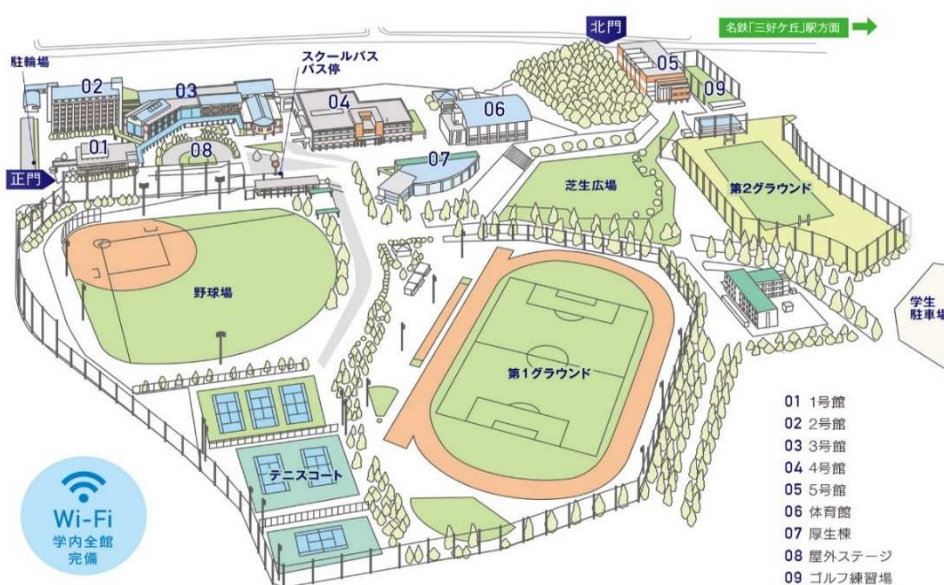 北門
名鉄「三好ケ丘」駅方面
駐輪場
スクールバス
バス停
02
03
04
05
06
09
01
08
07
正門
芝生広場
第2グラウンド
野球場
学生
駐車場
第1グラウンド
テニスコート
Wi-Fi
学内全館
完備
01 1号館
02 2号館
03 3号館
04 4号館
05 5号館
06 体育館
07 厚生棟
08 屋外ステージ
09 ゴルフ練習場